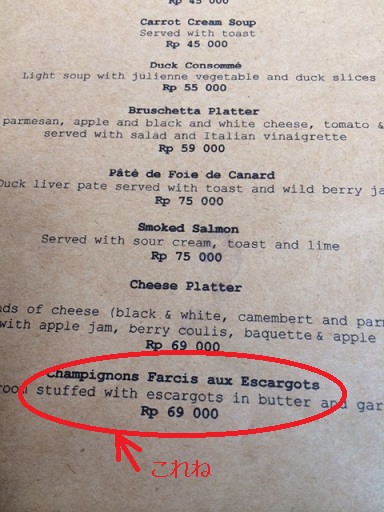 Rp 45 000
Carrot Cream Soup
Served with toast
Rp 45 000
Duck Consommé
Light soup with julienne vegetable and duck slices
Rp 55 000
Bruschetta Platter
parmesan, apple and black and white cheese, tomato &
served with salad and Italian vinaigrette
Rp 59 000
Pâté de Foie de Canard
Duck liver pate served with toast and wild berry
Rp 75 000
Smoked Salmon
Served with sour cream, toast and lime
Rp 75 000
Cheese Platter
of cheese (black & white, camembert and
with apple jam, berry coulis, baquette & apple
Rp 69 000
Champignons Farcis aux Escargots
stuffed with escargots in butter and
Rp 69 000
これね